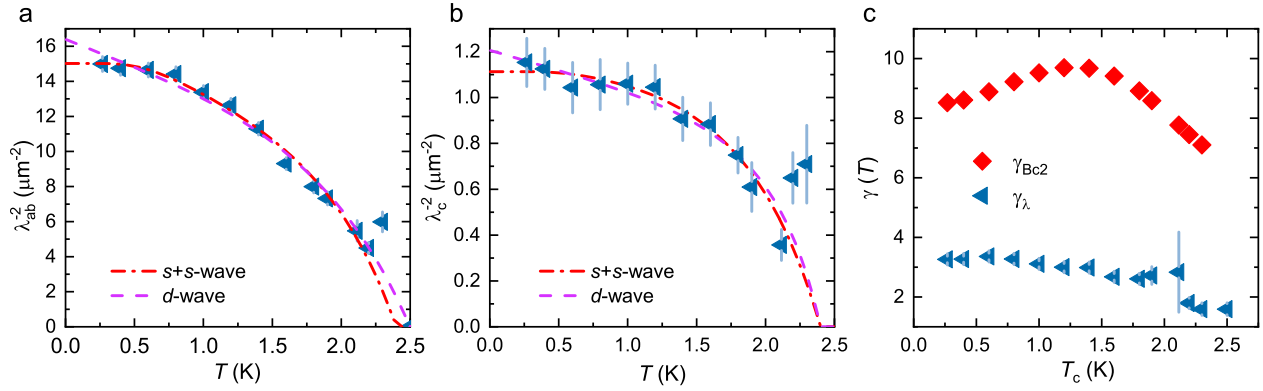 a
λ_ab^-2 (μm^-2)
16
14
12
10
8
6
4
2
0
s+s-wave
d-wave
0.0 0.5 1.0 1.5 2.0 2.5
T (K)
b
λ_c^-2 (μm^-2)
1.2
1.0
0.8
0.6
0.4
0.2
0.0
s+s-wave
d-wave
0.0 0.5 1.0 1.5 2.0 2.5
T (K)
c
γ (T)
10
8
6
4
2
γ_Bc2
γ_λ
0.0 0.5 1.0 1.5 2.0 2.5
T_c (K)